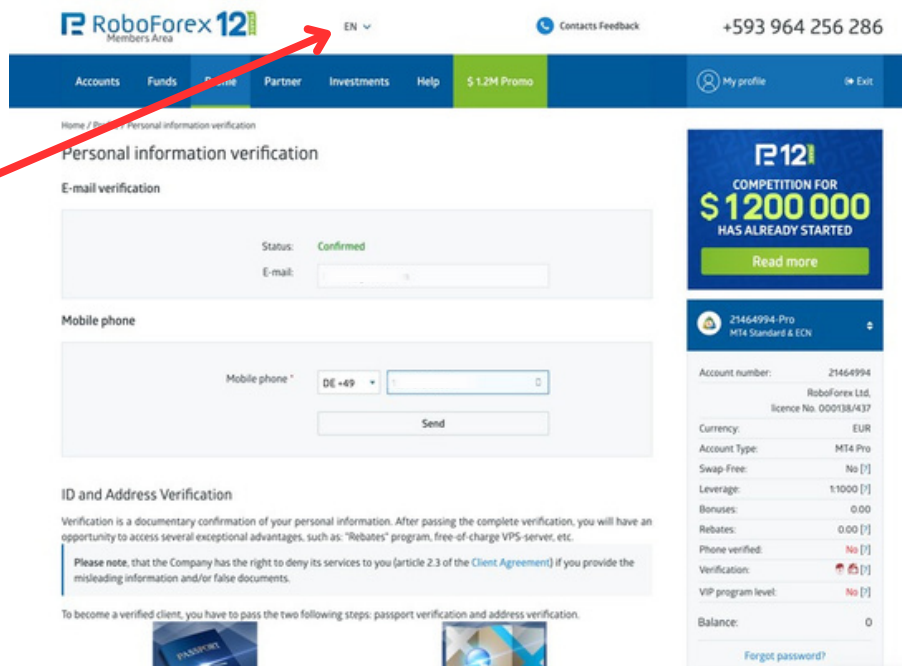 RoboForex 12
Members Area
EN
Contacts Feedback
+593 964 256 286
Accounts Funds Partner Investments Help $ 1.2M Promo
My profile Exit
Home / Profile / Personal information verification
Personal information verification
E-mail verification
Status: Confirmed
E-mail:
Mobile phone
Mobile phone *
DE +49
Send
ID and Address Verification
Verification is a documentary confirmation of your personal information. After passing the complete verification, you will have an
opportunity to access several exceptional advantages, such as: "Rebates" program, free-of-charge VPS-server, etc.
Please note, that the Company has the right to deny its services to you (article 2.3 of the Client Agreement) if you provide the
misleading information and/or false documents.
To become a verified client, you have to pass the two following steps: passport verification and address verification.
PASSPORT
12
COMPETITION FOR
$ 1200 000
HAS ALREADY STARTED
Read more
21464994-Pro
MT4 Standard & ECN
Account number: 21464994
RoboForex Ltd,
licence No. 000138/437
Currency: EUR
Account Type: MT4 Pro
Swap-Free: No [?]
Leverage: 1:1000 [?]
Bonuses: 0.00
Rebates: 0.00 [?]
Phone verified: No [?]
Verification: [?]
VIP program level: No [?]
Balance: 0
Forgot password?